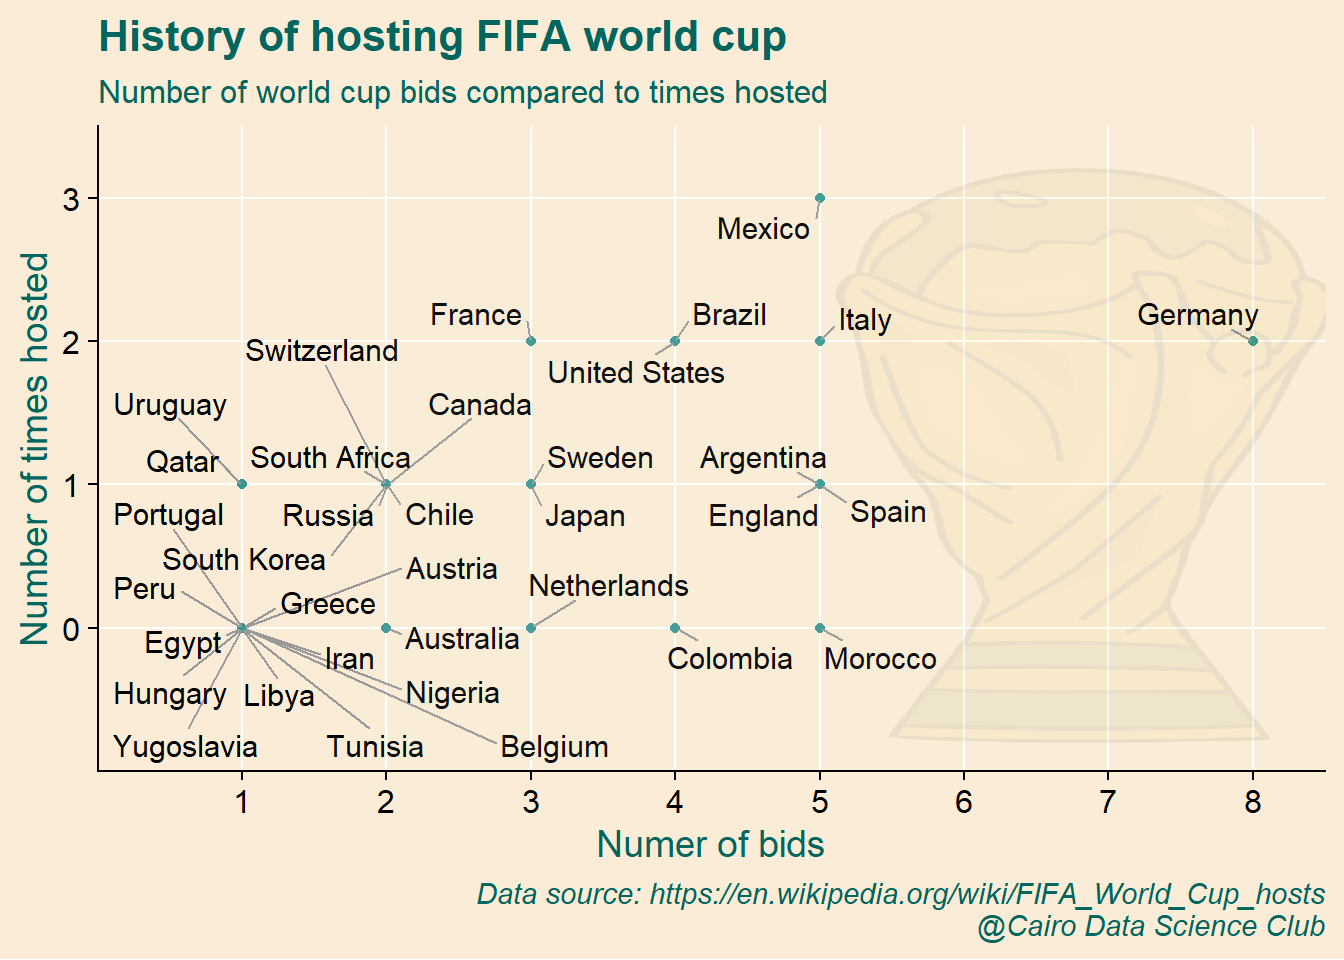 History of hosting FIFA world cup
Number of world cup bids compared to times hosted
Number of times hosted
3
2
1
0
Mexico
France
Brazil
Italy
Germany
Switzerland
United States
Uruguay
Canada
Qatar
South Africa
Sweden
Argentina
Portugal
Russia
Chile
Japan
England
Spain
South Korea
Austria
Peru
Greece
Netherlands
Egypt
Australia
Iran
Colombia
Morocco
Hungary
Libya
Nigeria
Yugoslavia
Tunisia
Belgium
1 2 3 4 5 6 7 8
Numer of bids
Data source: https://en.wikipedia.org/wiki/FIFA_World_Cup_hosts
@Cairo Data Science Club